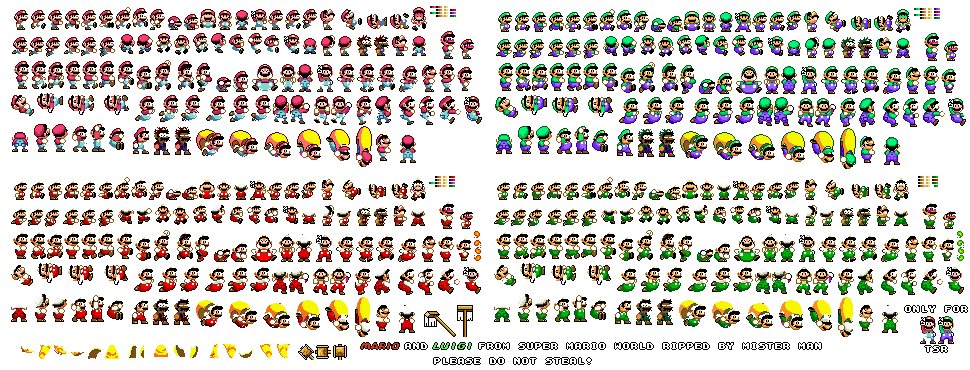 ONLY FOR
TSR
MARIO AND LUIGI FROM SUPER MARIO WORLD RIPPED BY MISTER MAN
PLEASE DO NOT STEAL!